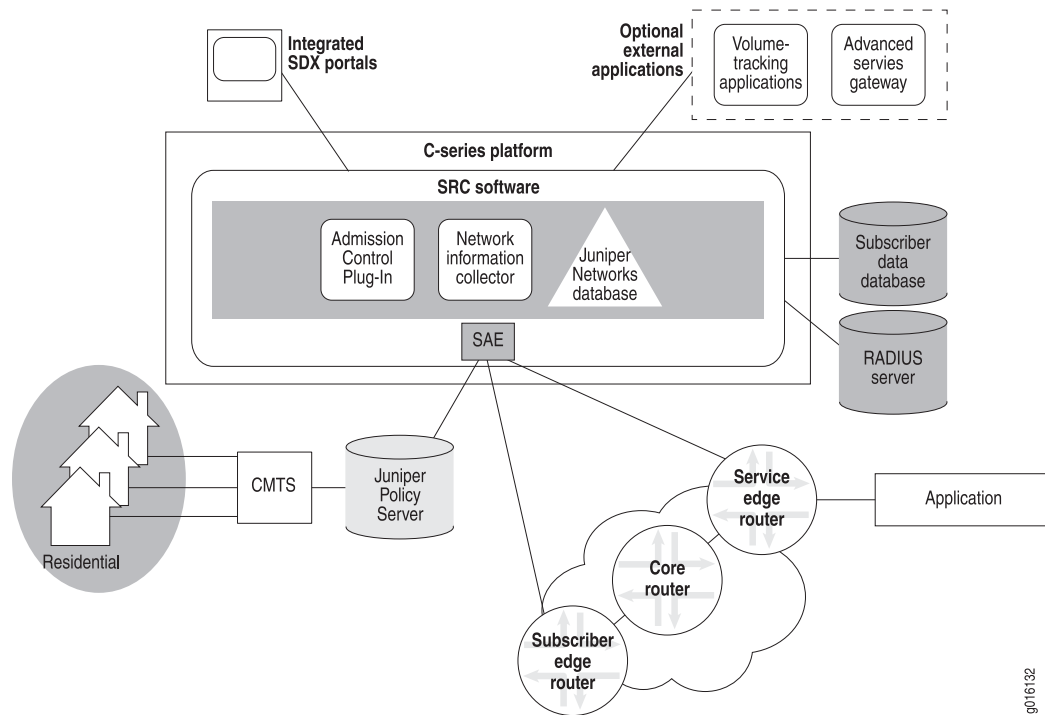 Integrated
SDX portals
Optional
external
applications
Volume-
tracking
applications
Advanced
servies
gateway
C-series platform
SRC software
Admission
Control
Plug-In
Network
information
collector
Juniper
Networks
database
Subscriber
data
database
SAE
RADIUS
server
Residential
CMTS
Juniper
Policy
Server
Service
edge
router
Application
Core
router
Subscriber
edge
router
g016132